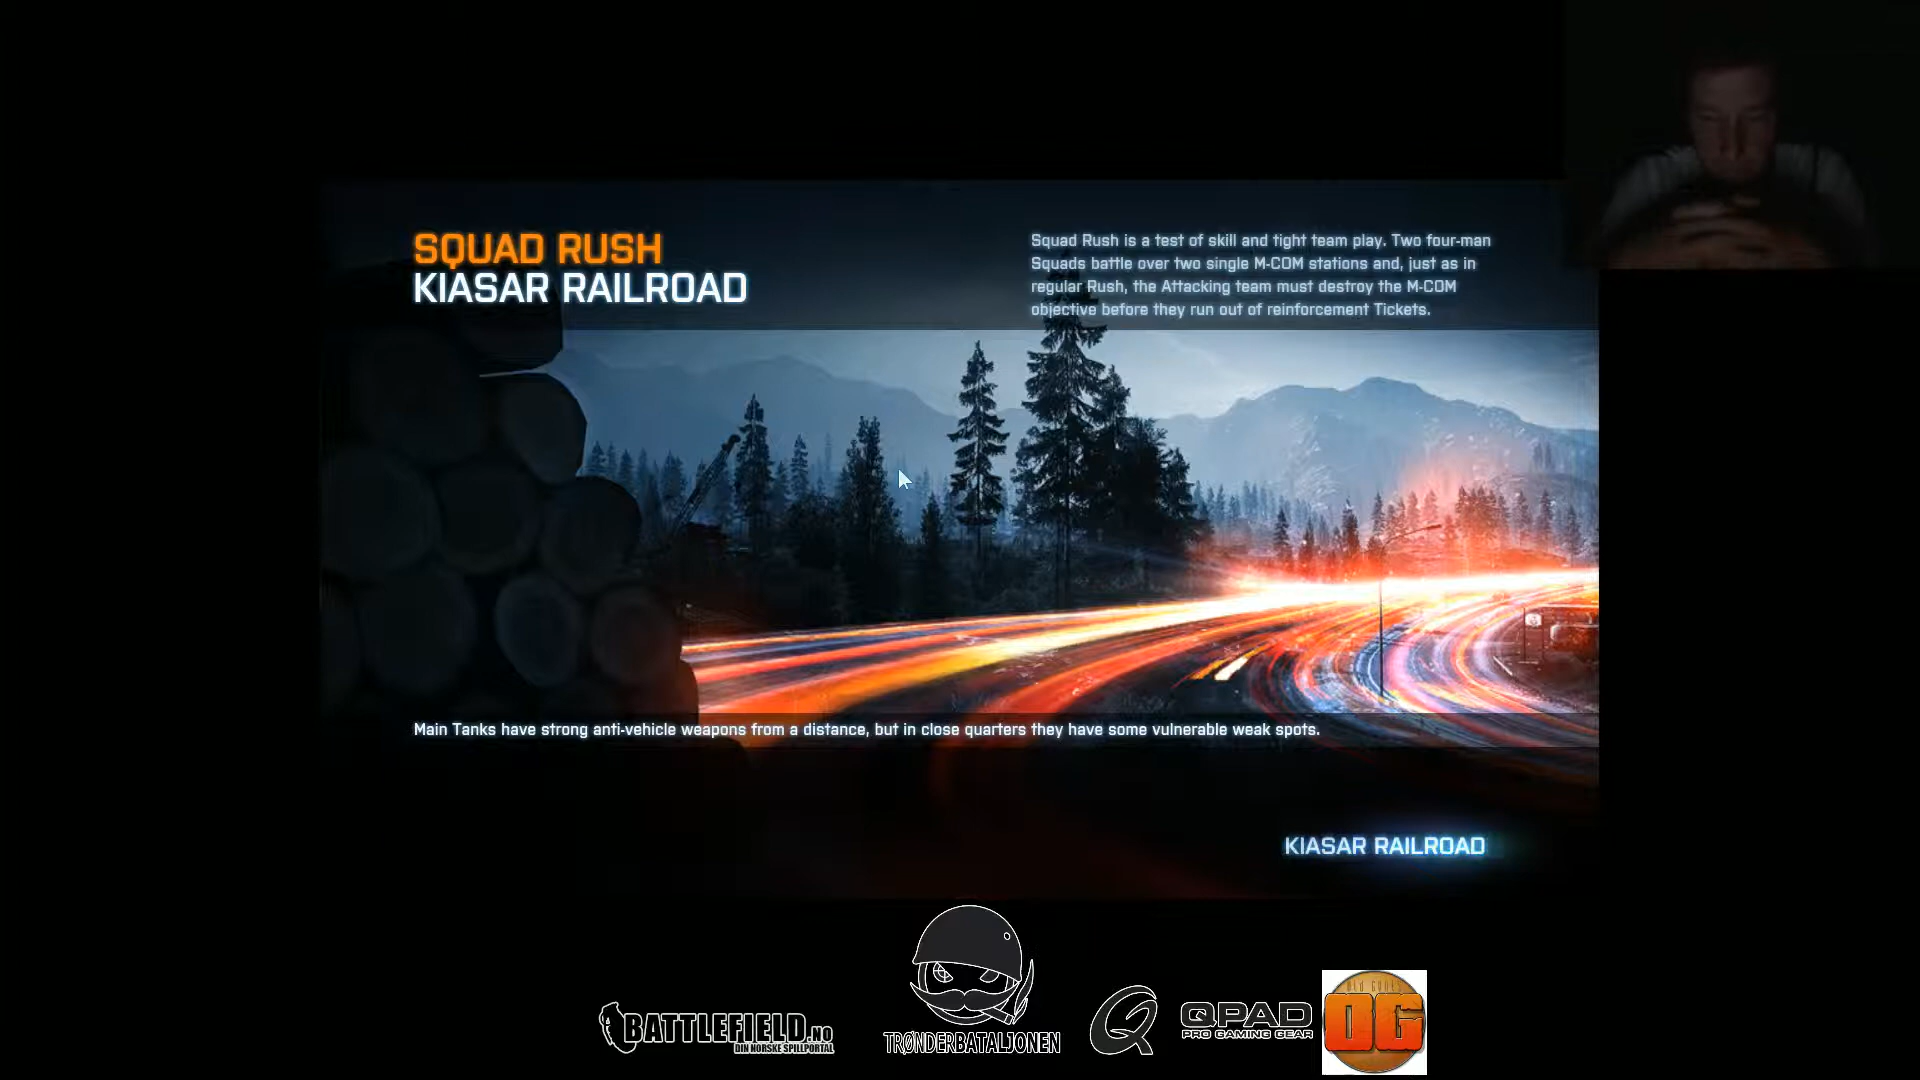 SQUAD RUSH
KIASAR RAILROAD
Squad Rush is a test of skill and tight team play. Two four-man
Squads battle over two single M-COM stations and, just as in
regular Rush, the Attacking team must destroy the M-COM
objective before they run out of reinforcement Tickets.
Main Tanks have strong anti-vehicle weapons from a distance, but in close quarters they have some vulnerable weak spots.
KIASAR RAILROAD
BATTLEFIELD.NO
DIN NORSKE SPILLPORTAL
TRØNDERBATALJONEN
QPAD
PRO GAMING GEAR
OG